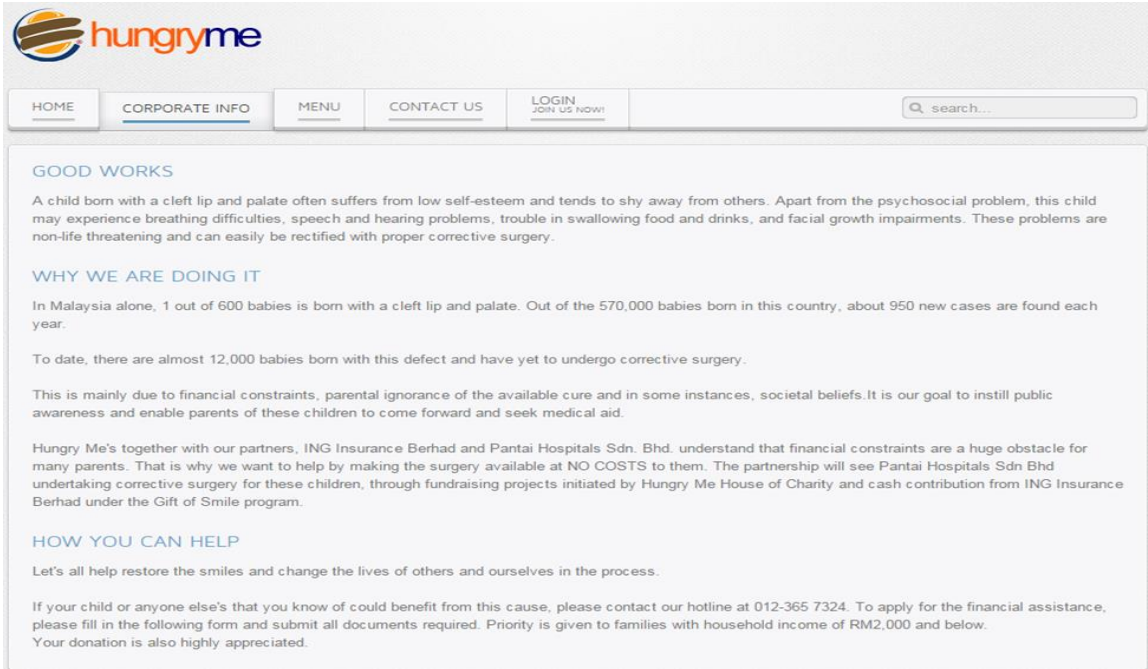 hungryme
HOME
CORPORATE INFO
MENU
CONTACT US
LOGIN
JOIN US NOW!
search...
GOOD WORKS
A child born with a cleft lip and palate often suffers from low self-esteem and tends to shy away from others. Apart from the psychosocial problem, this child
may experience breathing difficulties, speech and hearing problems, trouble in swallowing food and drinks, and facial growth impairments. These problems are
non-life threatening and can easily be rectified with proper corrective surgery.
WHY WE ARE DOING IT
In Malaysia alone, 1 out of 600 babies is born with a cleft lip and palate. Out of the 570,000 babies born in this country, about 950 new cases are found each
year.
To date, there are almost 12,000 babies born with this defect and have yet to undergo corrective surgery.
This is mainly due to financial constraints, parental ignorance of the available cure and in some instances, societal beliefs.It is our goal to instill public
awareness and enable parents of these children to come forward and seek medical aid.
Hungry Me's together with our partners, ING Insurance Berhad and Pantai Hospitals Sdn. Bhd. understand that financial constraints are a huge obstacle for
many parents. That is why we want to help by making the surgery available at NO COSTS to them. The partnership will see Pantai Hospitals Sdn Bhd
undertaking corrective surgery for these children, through fundraising projects initiated by Hungry Me House of Charity and cash contribution from ING Insurance
Berhad under the Gift of Smile program.
HOW YOU CAN HELP
Let's all help restore the smiles and change the lives of others and ourselves in the process.
If your child or anyone else's that you know of could benefit from this cause, please contact our hotline at 012-365 7324. To apply for the financial assistance,
please fill in the following form and submit all documents required. Priority is given to families with household income of RM2,000 and below.
Your donation is also highly appreciated.